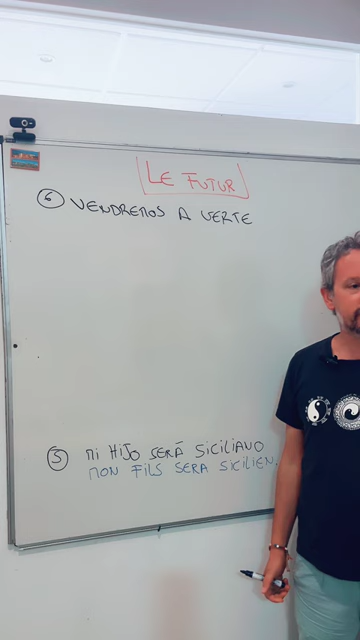 LE FUTUR
6 VENDREMOS A VERTE
5 MI HIJO SERÁ SICILIANO
MON FILS SERA SICILIEN.